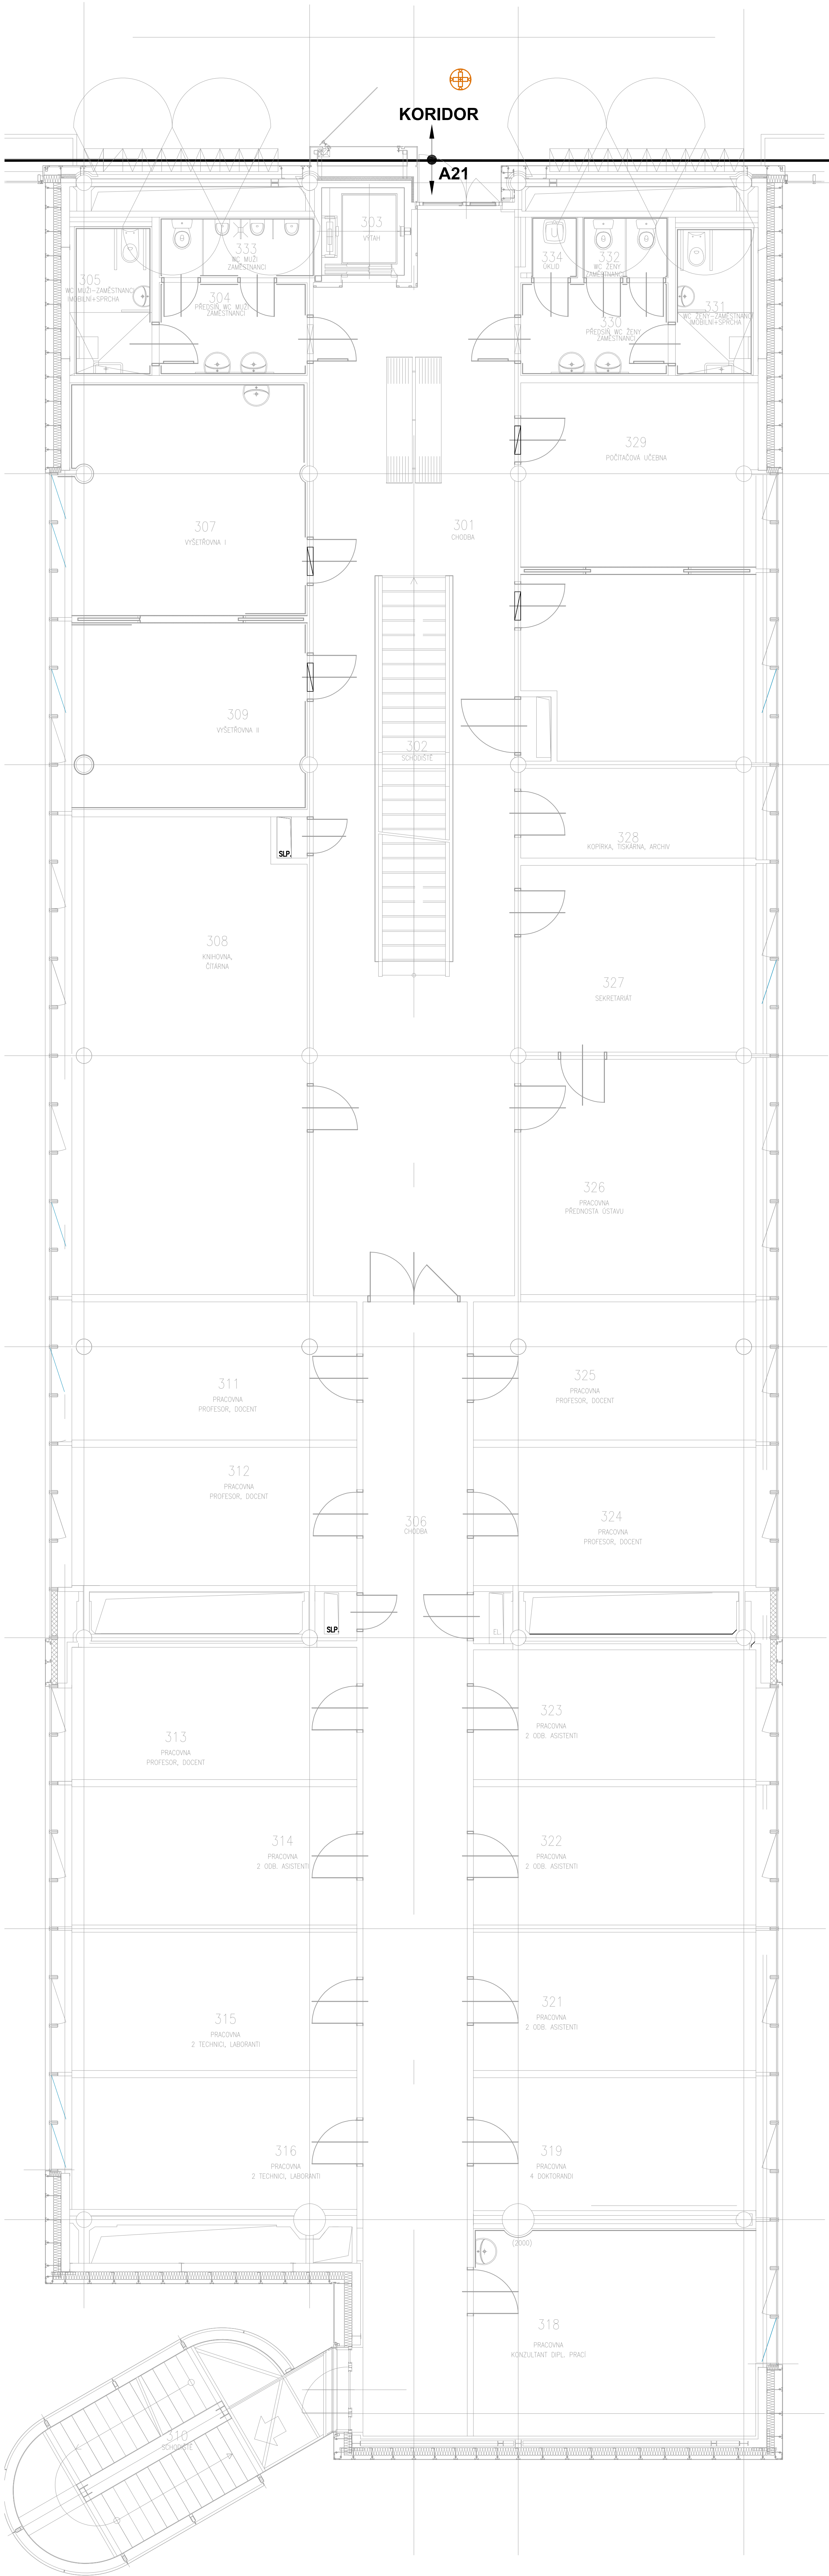 KORIDOR
A21
303
VÝTAH
333
WC MUŽI
ZAMĚSTNANCI
334
ÚKLID
332
WC ŽENY
ZAMĚSTNANCI
305
WC MUŽI-ZAMĚSTNANCI
IMOBILNÍ+SPRCHA
304
PŘEDSÍŇ WC MUŽI
ZAMĚSTNANCI
330
PŘEDSÍŇ WC ŽENY
ZAMĚSTNANCI
331
WC ŽENY-ZAMĚSTNANCI
IMOBILNÍ+SPRCHA
329
POČÍTAČOVÁ UČEBNA
307
VYŠETŘOVNA I
301
CHODBA
309
VYŠETŘOVNA II
302
SCHODIŠTĚ
328
KOPÍRKA, TISKÁRNA, ARCHIV
SLP.
308
KNIHOVNA,
ČÍTÁRNA
327
SEKRETARIÁT
326
PRACOVNA
PŘEDNOSTA ÚSTAVU
311
PRACOVNA
PROFESOR, DOCENT
325
PRACOVNA
PROFESOR, DOCENT
312
PRACOVNA
PROFESOR, DOCENT
306
CHODBA
324
PRACOVNA
PROFESOR, DOCENT
SLP.
EL.
313
PRACOVNA
PROFESOR, DOCENT
323
PRACOVNA
2 ODB. ASISTENTI
314
PRACOVNA
2 ODB. ASISTENTI
322
PRACOVNA
2 ODB. ASISTENTI
315
PRACOVNA
2 TECHNICI, LABORANTI
321
PRACOVNA
2 ODB. ASISTENTI
316
PRACOVNA
2 TECHNICI, LABORANTI
319
PRACOVNA
4 DOKTORANDI
(2000)
318
PRACOVNA
KONZULTANT DIPL. PRACÍ
310
SCHODIŠTĚ